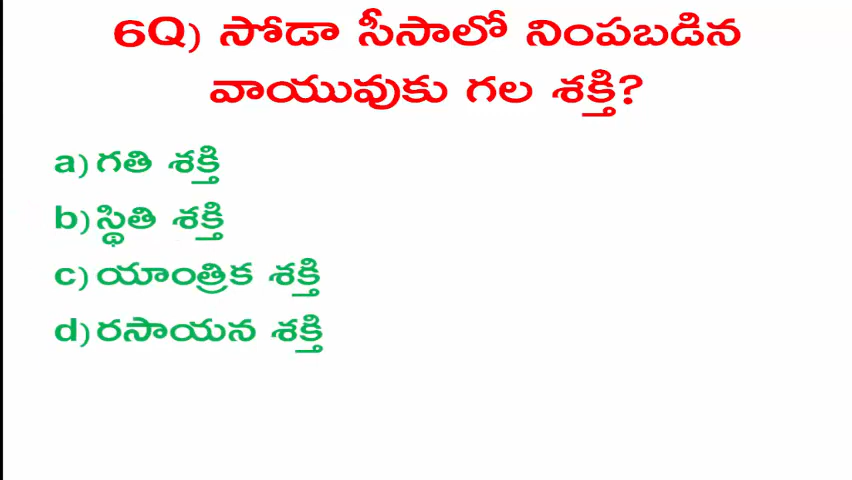 6Q) సోడా సీసాలో నింపబడిన
వాయువుకు గల శక్తి?
a) గతి శక్తి
b) స్థితి శక్తి
c) యాంత్రిక శక్తి
d) రసాయన శక్తి